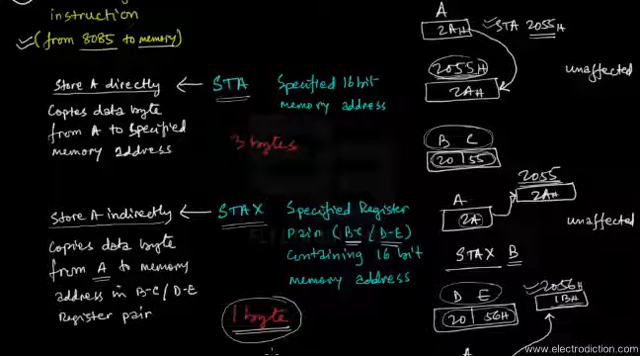 instruction
(from 8085 to memory)
Store A directly ← STA
Specified 16 bit
memory address
Copies data byte
from A to specified
memory address
3 bytes
Store A indirectly ← STAX
Specified Register
Pain (B-C / D-E)
Containing 16 bit
memory address
Copies data byte
from A to memory
address in B-C / D-E
Register pair
1 byte
A
2AH
STA 2055H
2055H
2AH
unaffected
B C
20 55
2055
2AH
A
2A
unaffected
STAX B
D E
20 56H
2056H
1BH
A
www.electrodiction.com